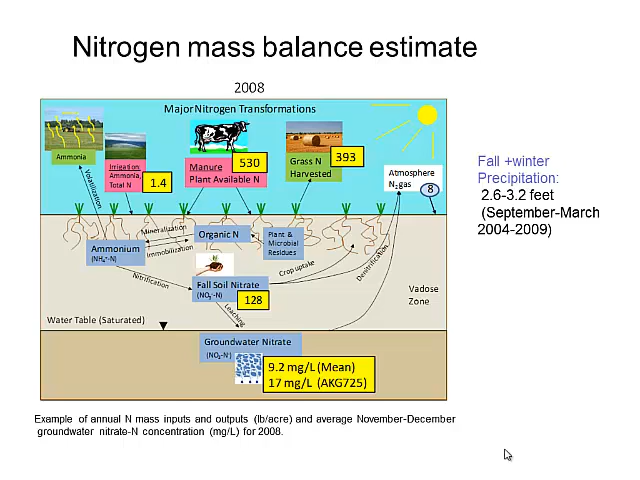 Nitrogen mass balance estimate
2008
Major Nitrogen Transformations
Ammonia
Irrigation:
Ammonia,
Total N
1.4
Manure
Plant Available N
530
Grass N
Harvested
393
Atmosphere
N2 gas
8
Volatilization
Mineralization
Immobilization
Ammonium
(NH4+-N)
Organic N
Plant &
Microbial
Residues
Nitrification
Crop uptake
Denitrification
Fall Soil Nitrate
(NO3--N)
128
Leaching
Vadose
Zone
Water Table (Saturated)
Groundwater Nitrate
(NO3-N-)
9.2 mg/L (Mean)
17 mg/L (AKG725)
Fall +winter
Precipitation:
2.6-3.2 feet
(September-March
2004-2009)
Example of annual N mass inputs and outputs (lb/acre) and average November-December
groundwater nitrate-N concentration (mg/L) for 2008.